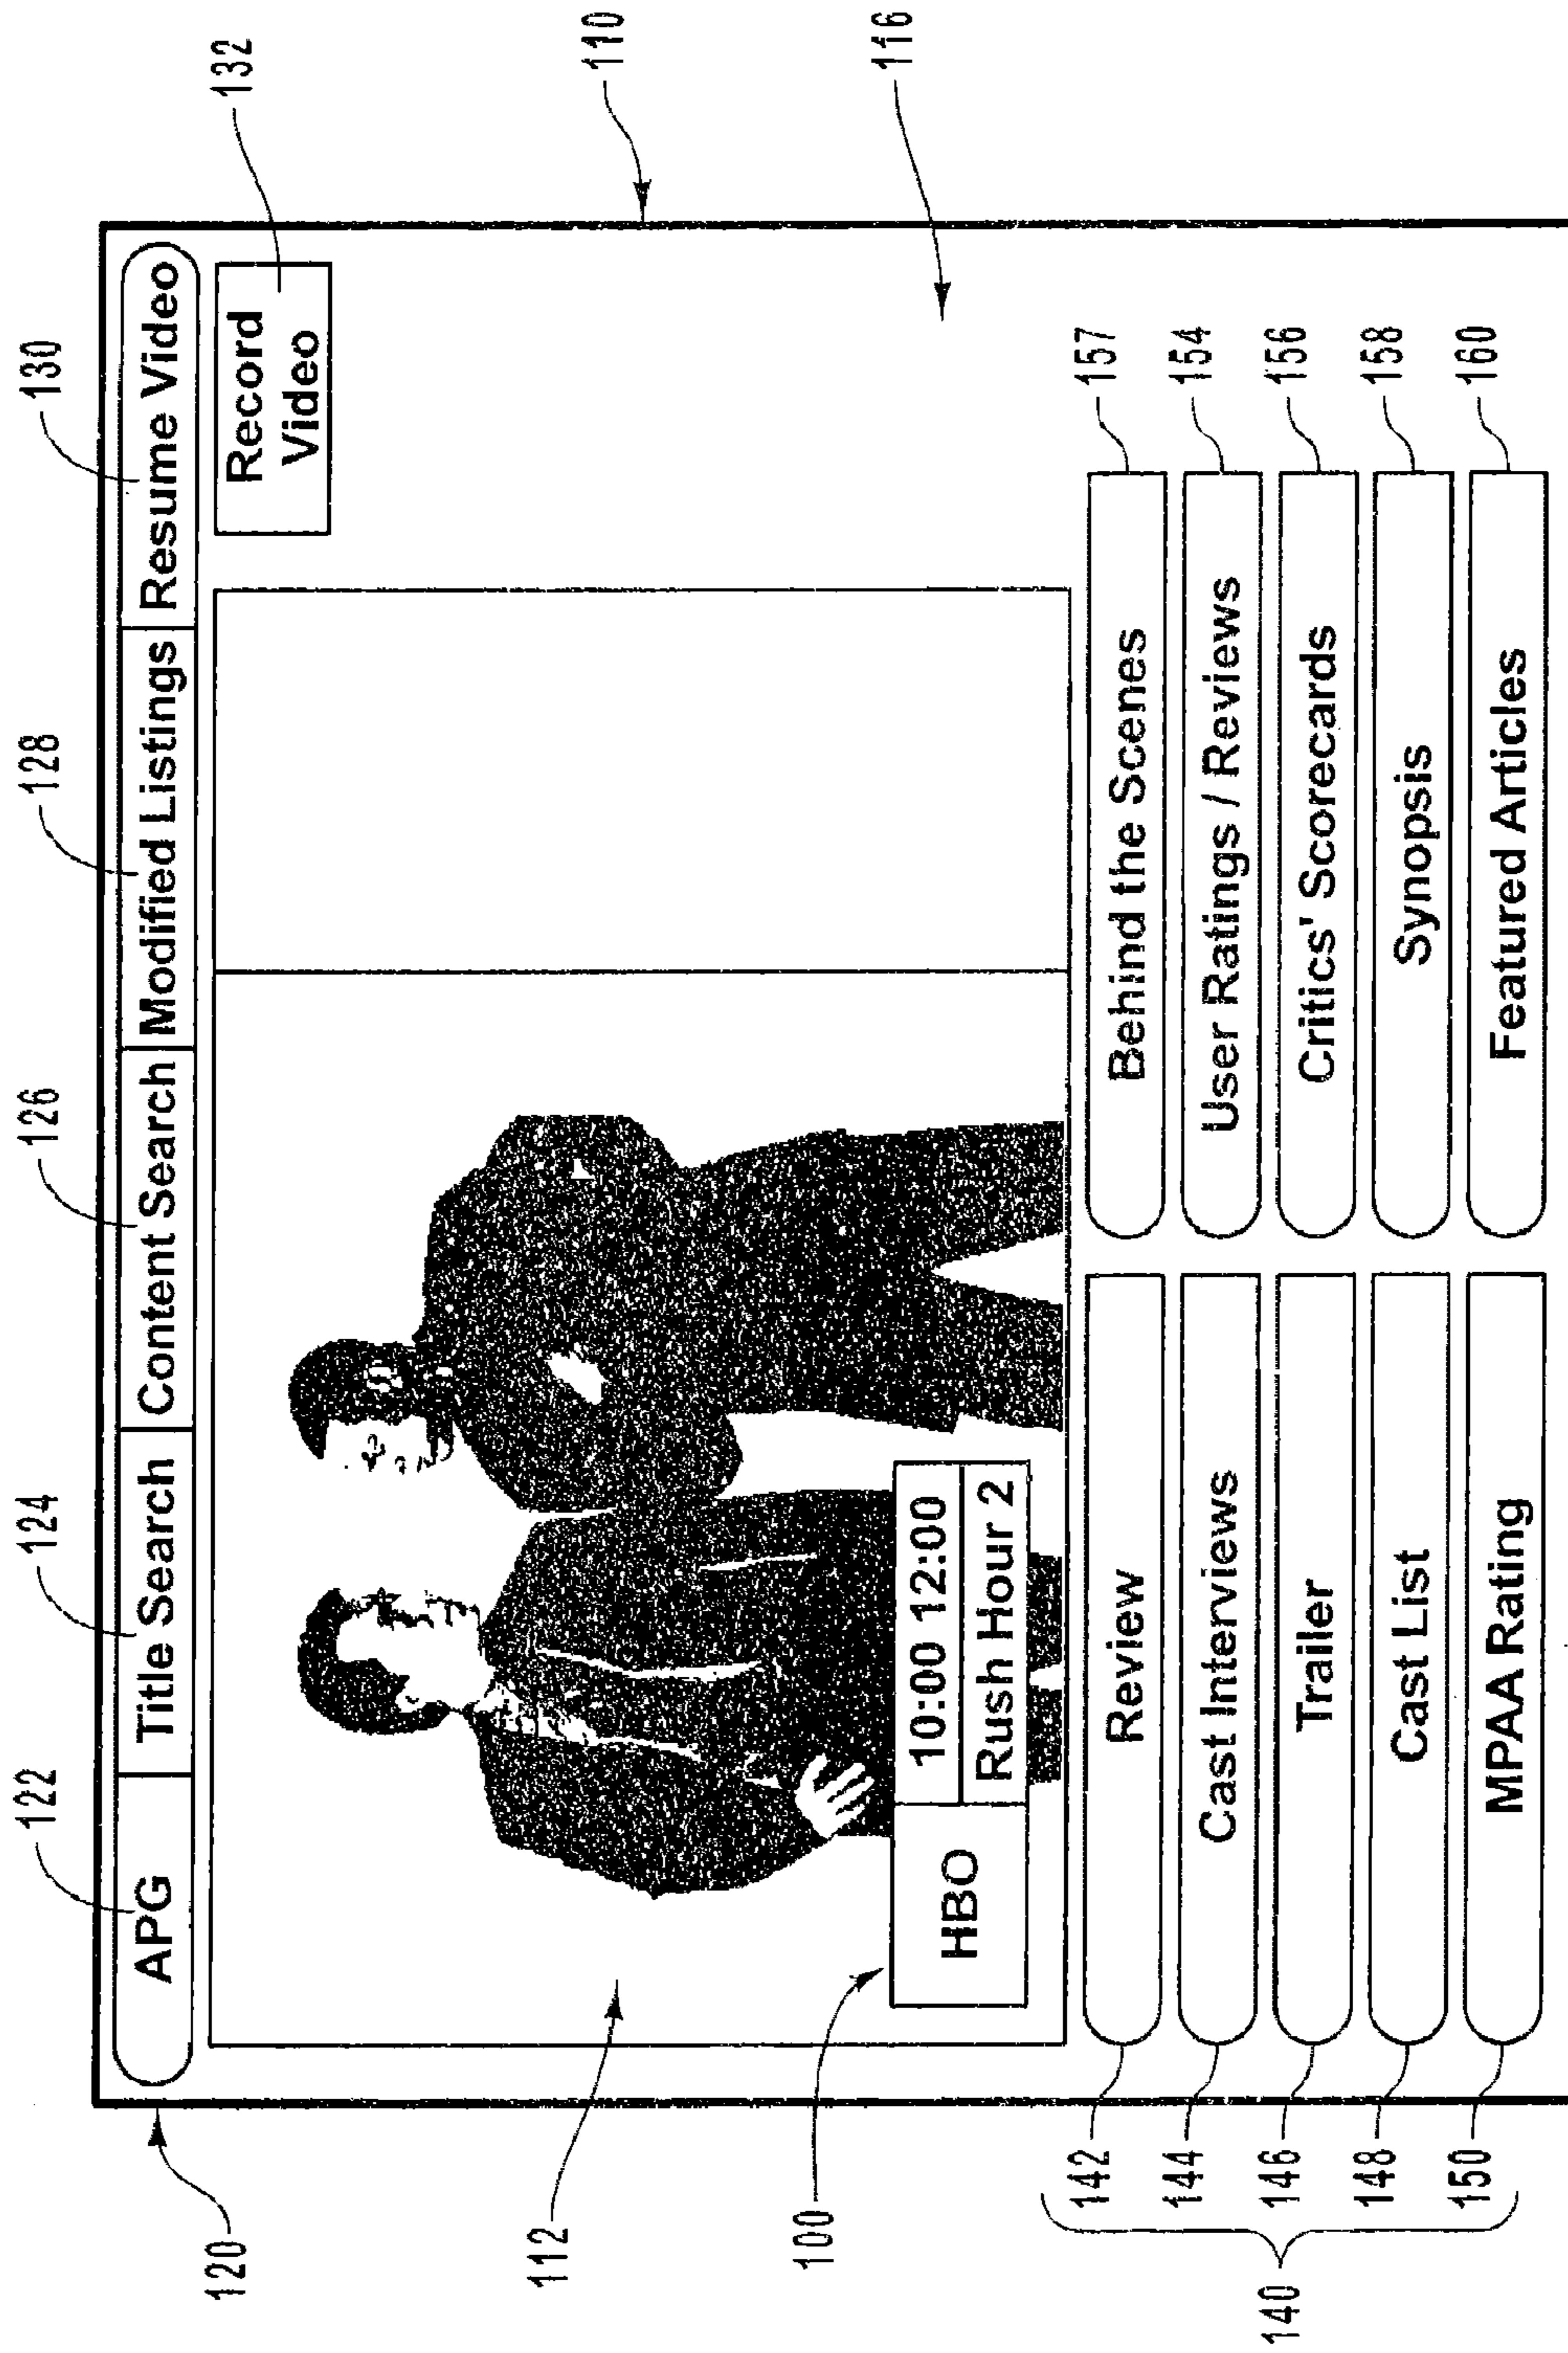 122
124
126
128
130
132
120
APG
Title Search
Content Search
Modified Listings
Resume Video
Record
Video
110
112
116
100
HBO
10:00 12:00
Rush Hour 2
142
Review
Behind the Scenes
157
144
Cast Interviews
User Ratings / Reviews
154
140
146
Trailer
Critics' Scorecards
156
148
Cast List
Synopsis
158
150
MPAA Rating
Featured Articles
160